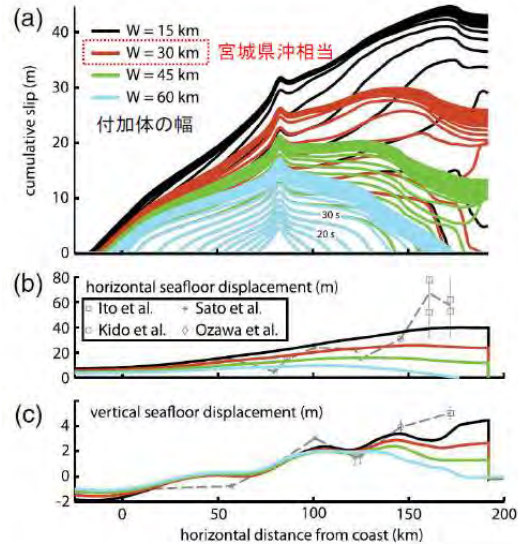 (a)
W = 15 km
W = 30 km
宮城県沖相当
W = 45 km
W = 60 km
付加体の幅
cumulative slip (m)
40
30
20
10
0
30 s
20 s
(b)
horizontal seafloor displacement (m)
Ito et al.
Sato et al.
Kido et al.
Ozawa et al.
80
60
40
20
0
(c)
vertical seafloor displacement (m)
4
2
0
-2
0
50
100
150
200
horizontal distance from coast (km)